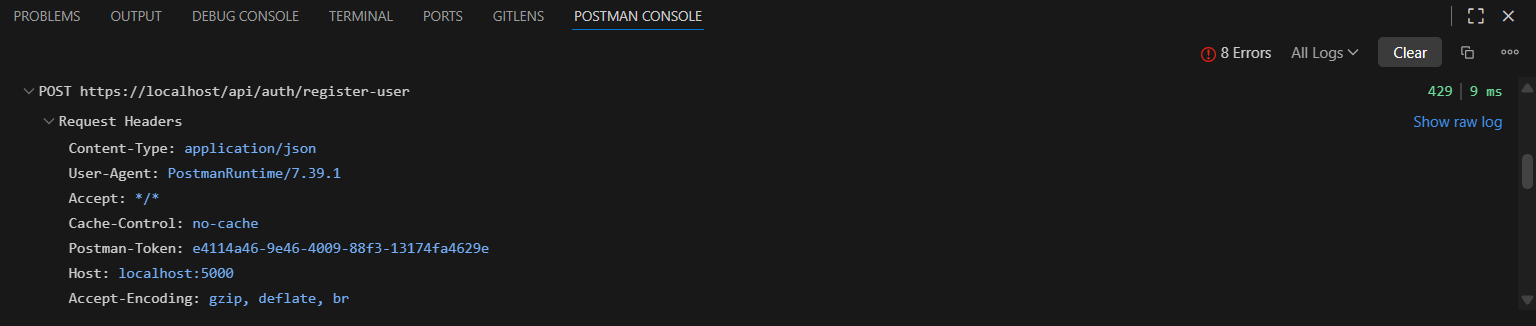 PROBLEMS OUTPUT DEBUG CONSOLE TERMINAL PORTS GITLENS POSTMAN CONSOLE
8 Errors All Logs Clear
POST https://localhost/api/auth/register-user 429 9 ms
Request Headers Show raw log
Content-Type: application/json
User-Agent: PostmanRuntime/7.39.1
Accept: */*
Cache-Control: no-cache
Postman-Token: e4114a46-9e46-4009-88f3-13174fa4629e
Host: localhost:5000
Accept-Encoding: gzip, deflate, br